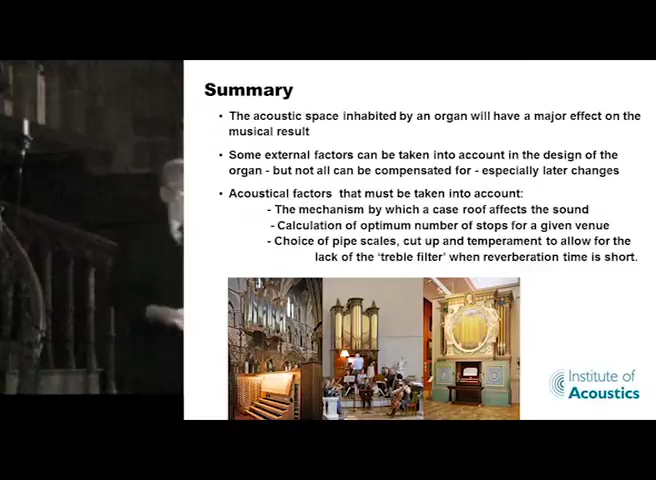 Summary
• The acoustic space inhabited by an organ will have a major effect on the
musical result
• Some external factors can be taken into account in the design of the
organ - but not all can be compensated for - especially later changes
• Acoustical factors that must be taken into account:
- The mechanism by which a case roof affects the sound
- Calculation of optimum number of stops for a given venue
- Choice of pipe scales, cut up and temperament to allow for the
lack of the ‘treble filter’ when reverberation time is short.
Institute of
Acoustics